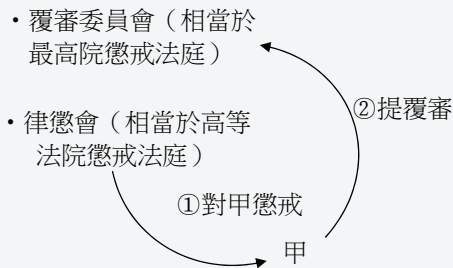 ・覆審委員會（相當於
最高院懲戒法庭）
②提覆審
・律懲會（相當於高等
法院懲戒法庭）
①對甲懲戒
甲